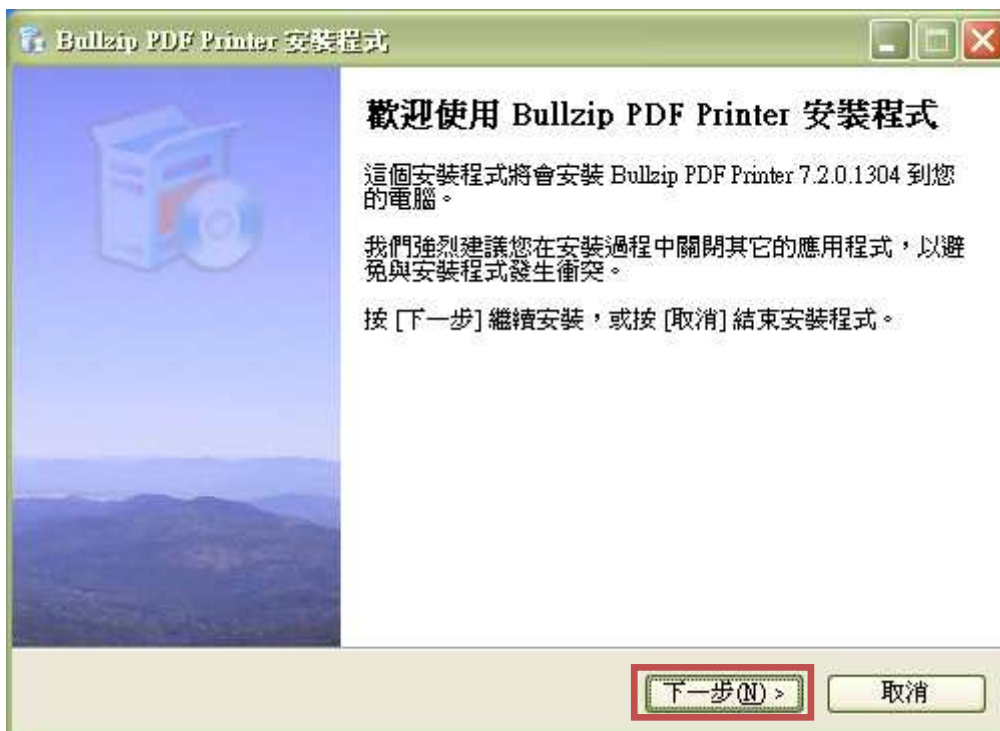 Bullzip PDF Printer 安裝程式
歡迎使用 Bullzip PDF Printer 安裝程式
這個安裝程式將會安裝 Bullzip PDF Printer 7.2.0.1304 到您
的電腦。
我們強烈建議您在安裝過程中關閉其它的應用程式，以避
免與安裝程式發生衝突。
按 [下一步] 繼續安裝，或按 [取消] 結束安裝程式。
下一步(N) >
取消